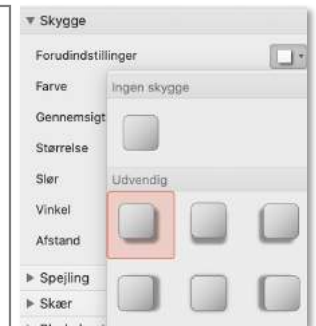 Skygge
Forudindstillinger
Farve
Ingen skygge
Gennemsigt
Størrelse
Slør
Udvendig
Vinkel
Afstand
Spejling
Skær